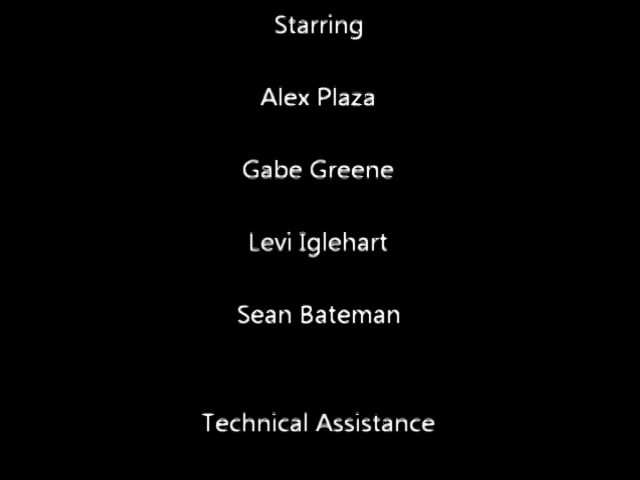 Starring
Alex Plaza
Gabe Greene
Levi Iglehart
Sean Bateman
Technical Assistance